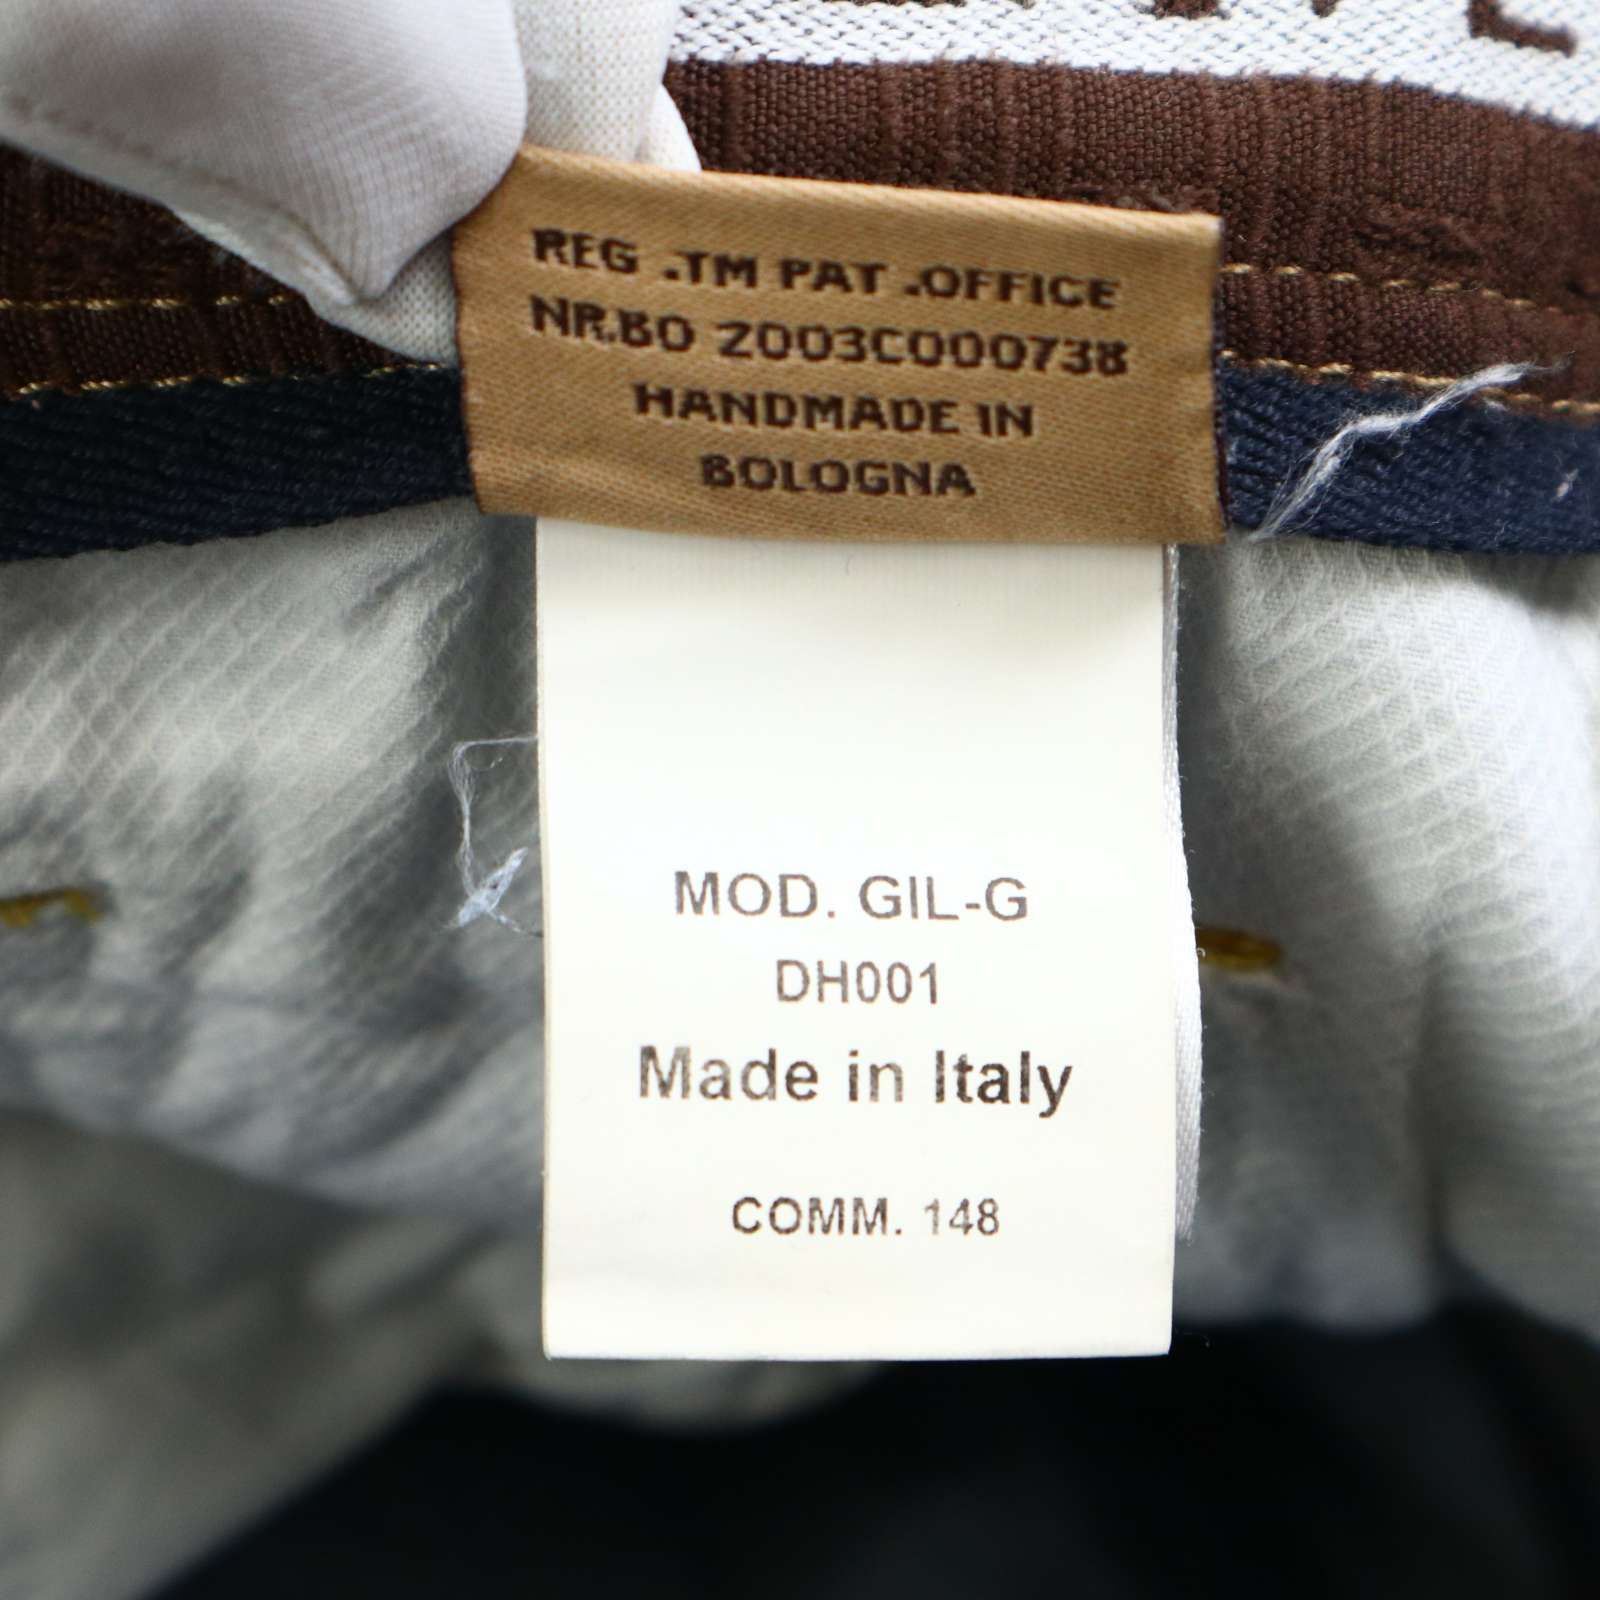 REG .TM PAT .OFFICE
NR.BO 2003C000738
HANDMADE IN
BOLOGNA
MOD. GIL-G
DH001
Made in Italy
COMM. 148